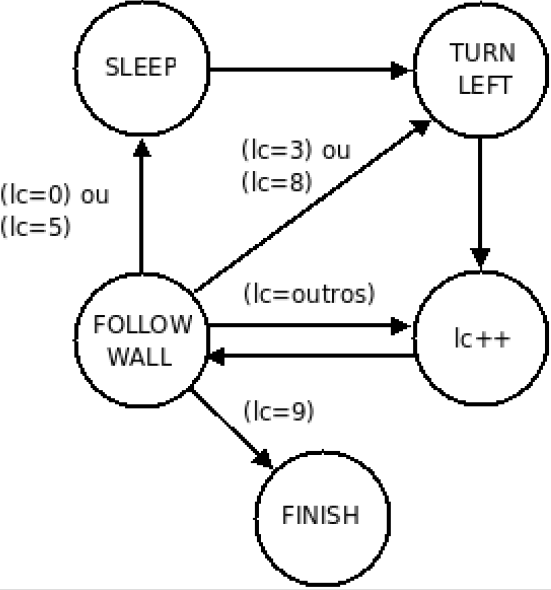 SLEEP
TURN
LEFT
(lc=3) ou
(lc=8)
(lc=0) ou
(lc=5)
(lc=outros)
FOLLOW
WALL
lc++
(lc=9)
FINISH